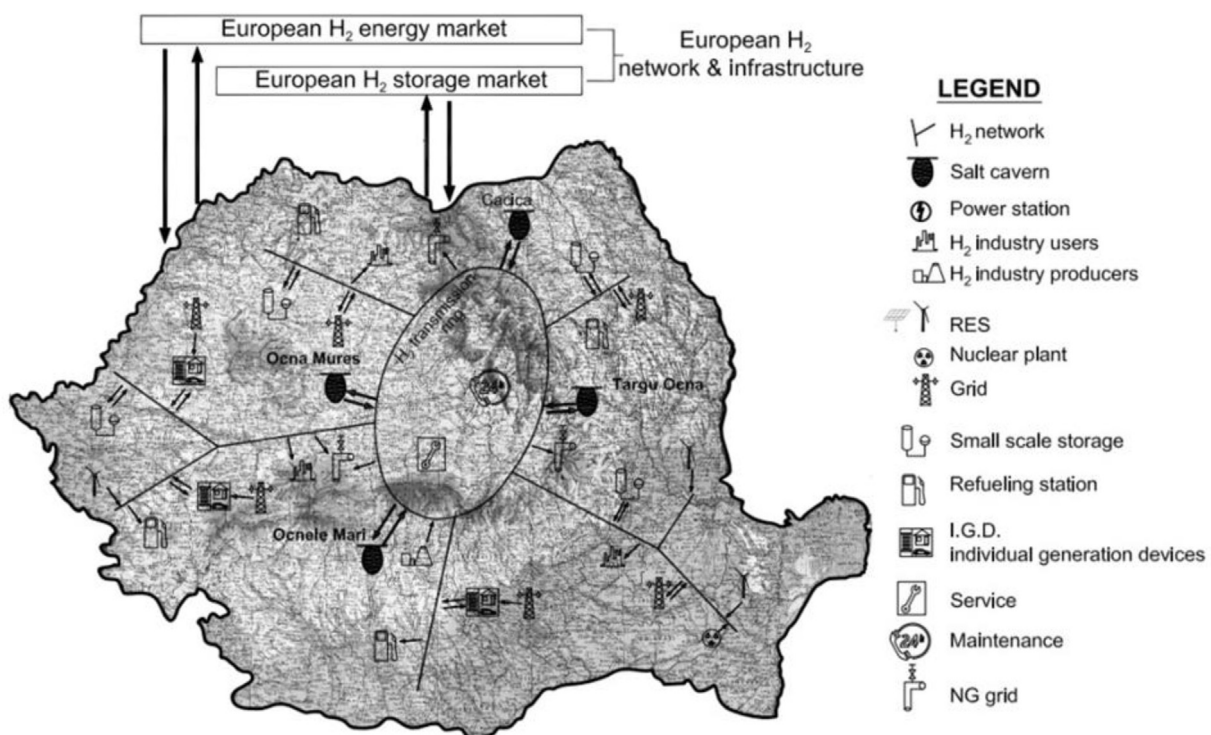 European H₂ energy market
European H₂ storage market
European H₂
network & infrastructure
LEGEND
H₂ network
Salt cavern
Power station
H₂ industry users
H₂ industry producers
RES
Nuclear plant
Grid
Small scale storage
Refueling station
I.G.D.
individual generation devices
Service
24h
Maintenance
NG grid
Cacica
H₂ transmission
ring
Ocna Mures
24h
Targu Ocna
Ocnele Mari